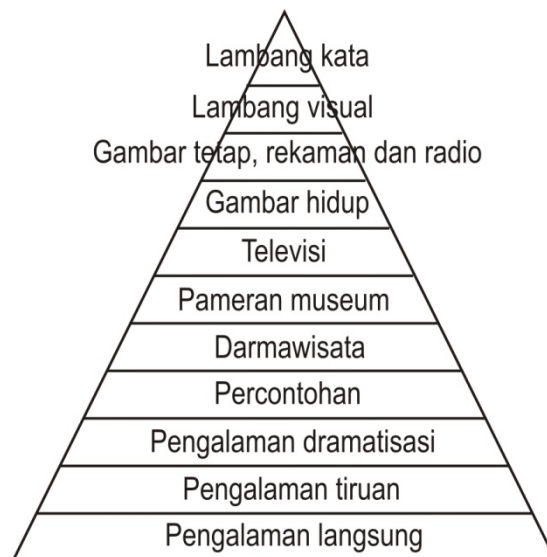 Lambang kata
Lambang visual
Gambar tetap, rekaman dan radio
Gambar hidup
Televisi
Pameran museum
Darmawisata
Percontohan
Pengalaman dramatisasi
Pengalaman tiruan
Pengalaman langsung